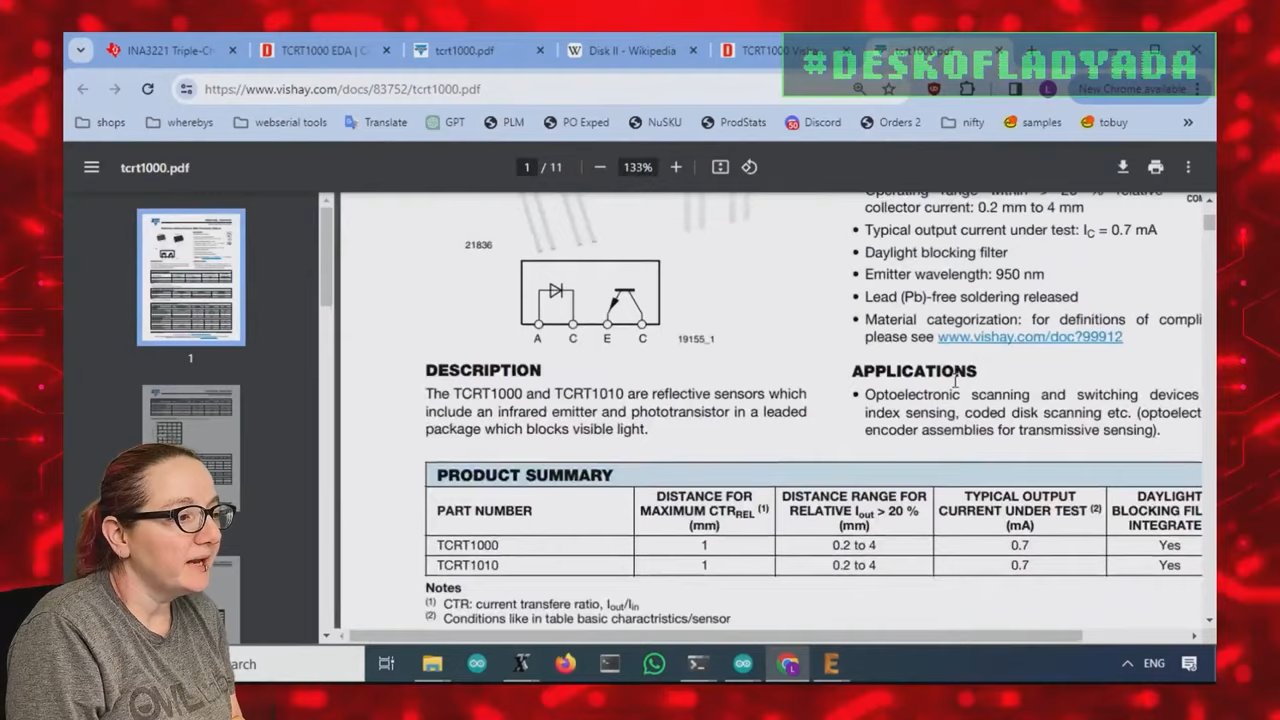 #DESKOFLADYADA
INA3221 Triple-Ch
TCRT1000 EDA | C
tcrt1000.pdf
Disk II - Wikipedia
TCRT1000 Visha
tcrt1000.pdf
https://www.vishay.com/docs/83752/tcrt1000.pdf
New Chrome available
shops
wherebys
webserial tools
Translate
GPT
PLM
PO Exped
NuSKU
ProdStats
Discord
Orders 2
nifty
samples
tobuy
tcrt1000.pdf
1 / 11
133%
1
21836
A C E C
19155_1
collector current: 0.2 mm to 4 mm
• Typical output current under test: IC = 0.7 mA
• Daylight blocking filter
• Emitter wavelength: 950 nm
• Lead (Pb)-free soldering released
• Material categorization: for definitions of compli
please see www.vishay.com/doc?99912
DESCRIPTION
The TCRT1000 and TCRT1010 are reflective sensors which
include an infrared emitter and phototransistor in a leaded
package which blocks visible light.
APPLICATIONS
• Optoelectronic scanning and switching devices
index sensing, coded disk scanning etc. (optoelect
encoder assemblies for transmissive sensing).
PRODUCT SUMMARY
PART NUMBER
DISTANCE FOR
MAXIMUM CTRREL (1)
(mm)
DISTANCE RANGE FOR
RELATIVE Iout > 20 %
(mm)
TYPICAL OUTPUT
CURRENT UNDER TEST (2)
(mA)
DAYLIGHT
BLOCKING FIL
INTEGRATE
TCRT1000 1 0.2 to 4 0.7 Yes
TCRT1010 1 0.2 to 4 0.7 Yes
Notes
(1) CTR: current transfere ratio, Iout/Iin
(2) Conditions like in table basic charactristics/sensor
arch
ENG